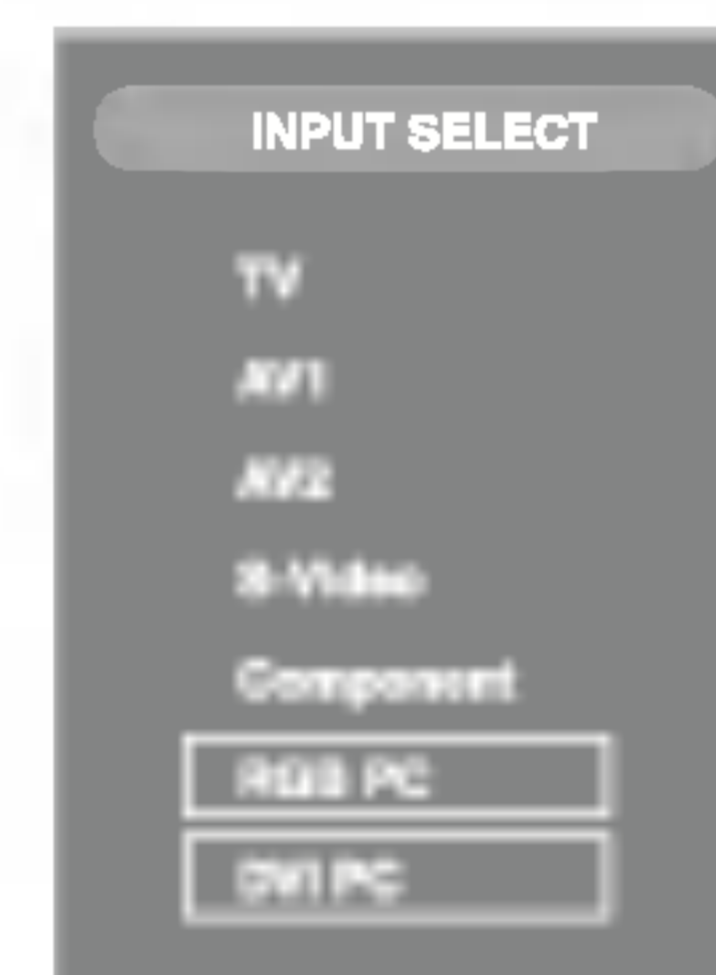 INPUT SELECT
TV
AV1
AV2
S-Video
Component
RGB PC
DVI PC